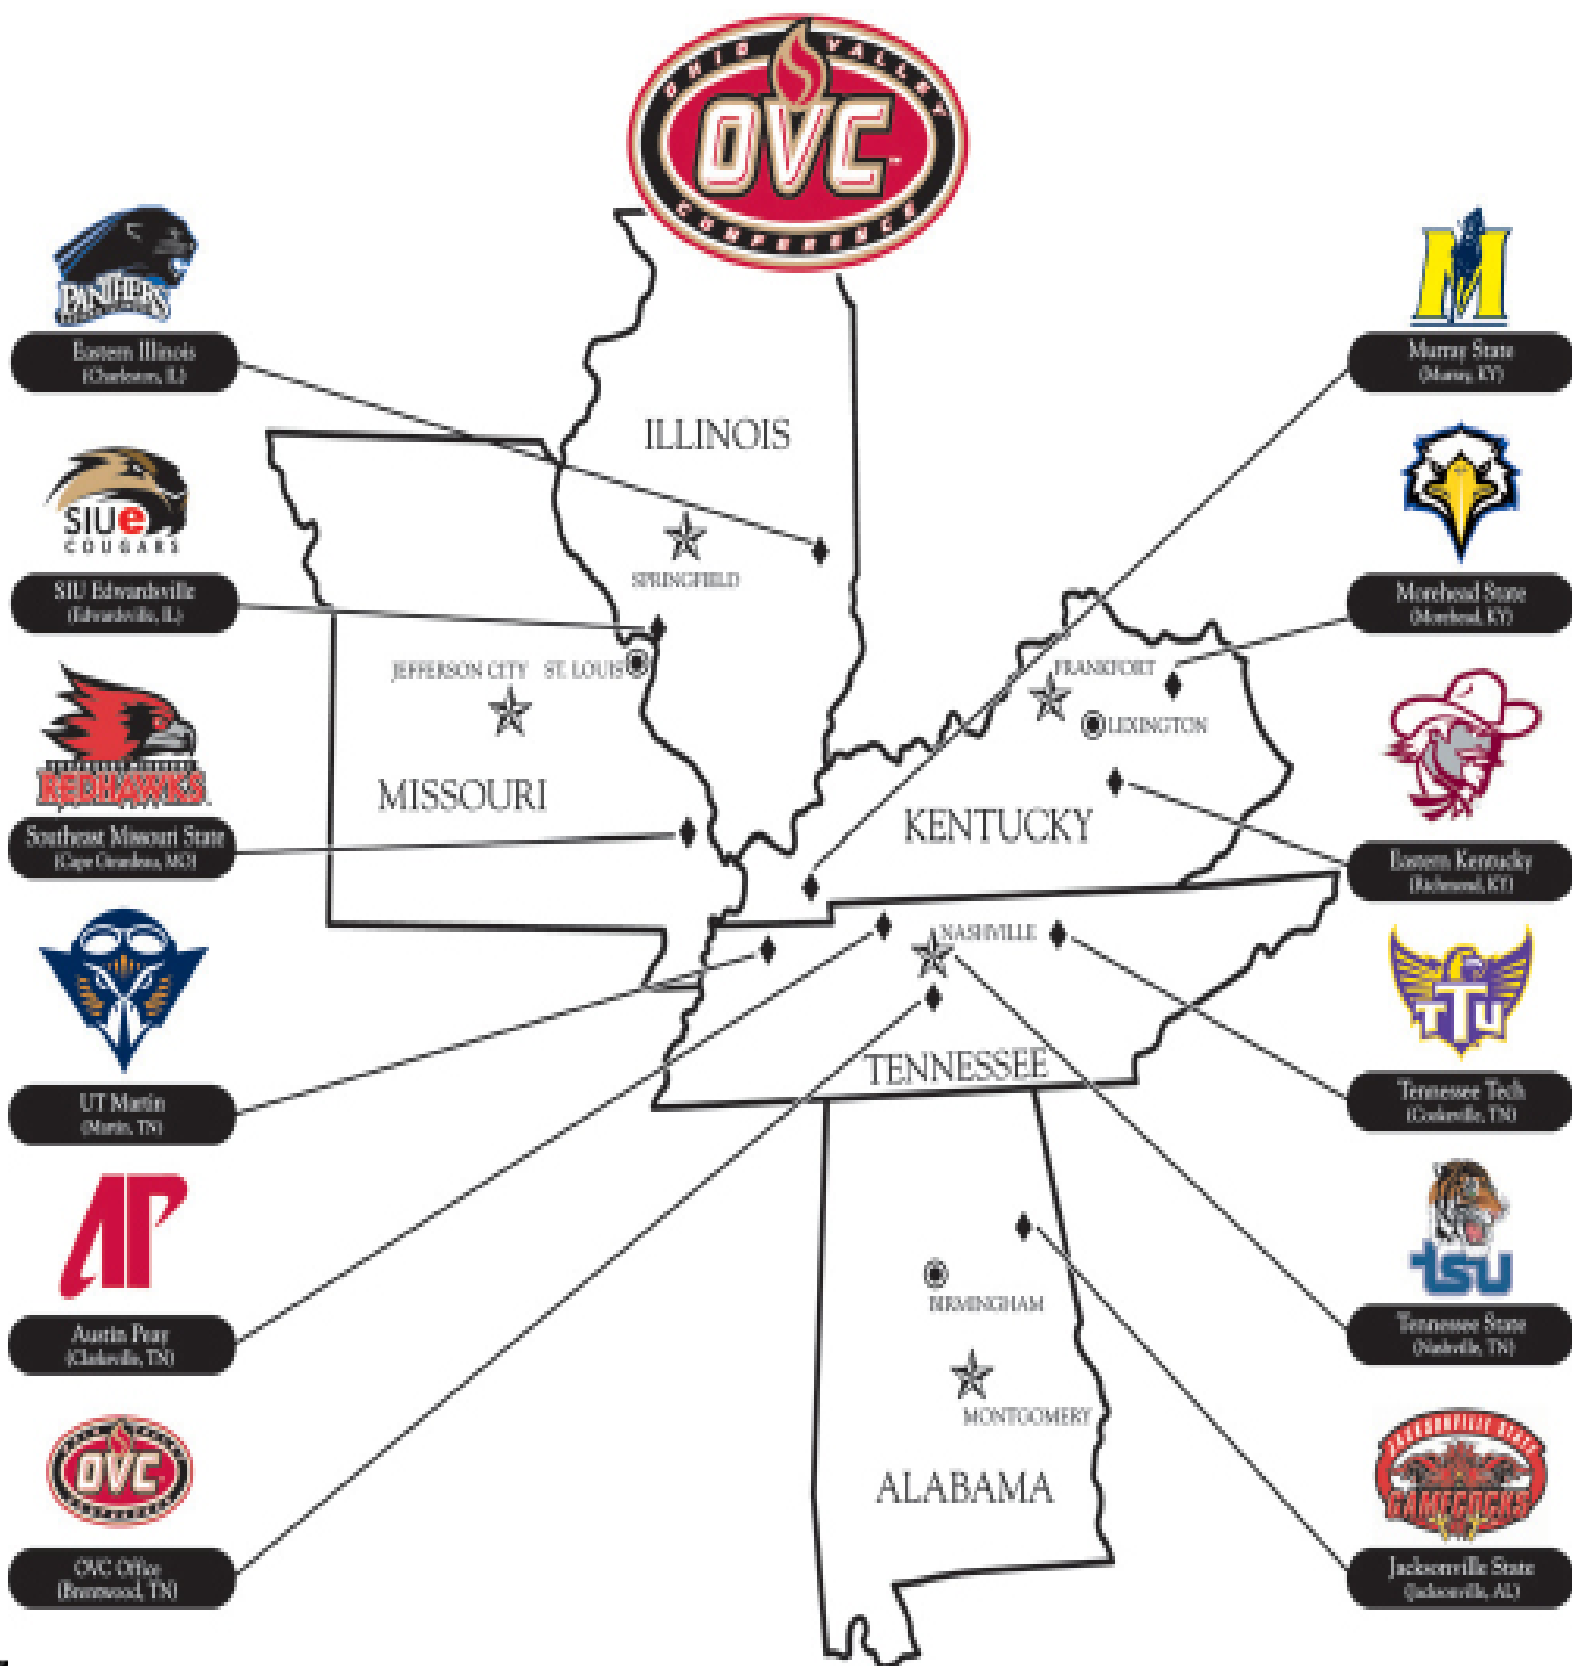 OHIO VALLEY
OVC
CONFERENCE
PANTHERS
Eastern Illinois
(Charleston, IL)
SIUe
COUGARS
SIU Edwardsville
(Edwardsville, IL)
REDHAWKS
Southeast Missouri State
(Cape Girardeau, MO)
UT Martin
(Martin, TN)
AP
Austin Peay
(Clarksville, TN)
OVC
OVC Office
(Brentwood, TN)
ILLINOIS
SPRINGFIELD
JEFFERSON CITY
ST. LOUIS
MISSOURI
FRANKFORT
LEXINGTON
KENTUCKY
NASHVILLE
TENNESSEE
BIRMINGHAM
MONTGOMERY
ALABAMA
M
Murray State
(Murray, KY)
Morehead State
(Morehead, KY)
Eastern Kentucky
(Richmond, KY)
TTU
Tennessee Tech
(Cookeville, TN)
tsu
Tennessee State
(Nashville, TN)
JACKSONVILLE STATE
GAMECOCKS
Jacksonville State
(Jacksonville, AL)